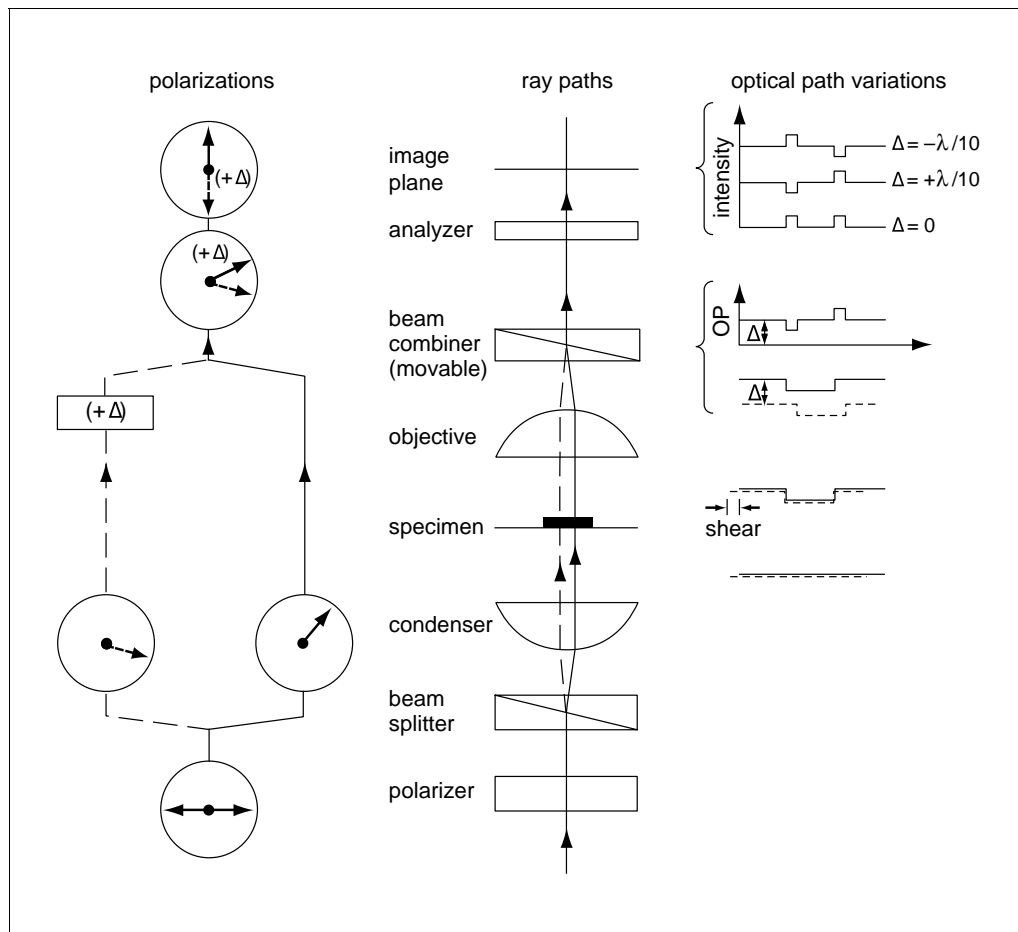 polarizations
ray paths
optical path variations
(+ Δ)
(+ Δ)
(+ Δ)
image
plane
analyzer
beam
combiner
(movable)
objective
specimen
condenser
beam
splitter
polarizer
intensity
Δ = −λ/10
Δ = +λ/10
Δ = 0
OP
Δ
Δ
shear